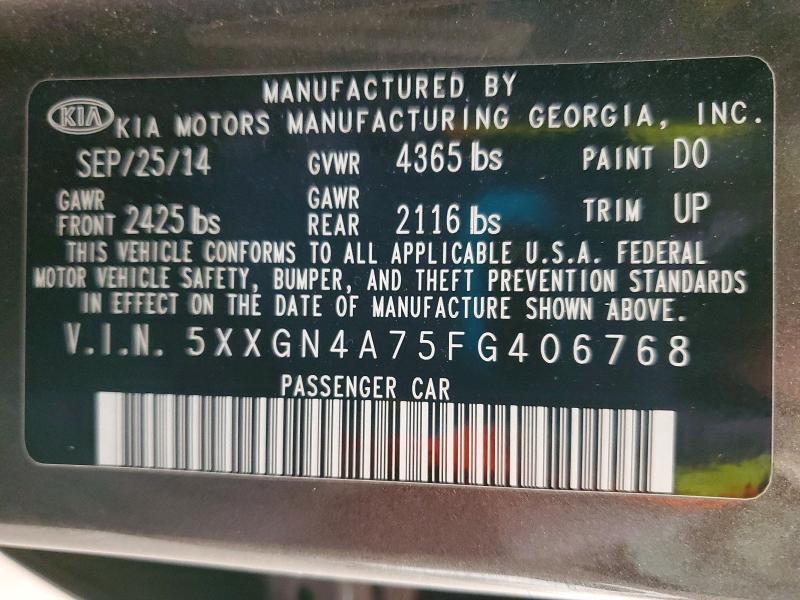 MANUFACTURED BY
KIA KIA MOTORS MANUFACTURING GEORGIA, INC.
SEP/25/14 GVWR 4365 lbs PAINT D0
GAWR FRONT 2425 lbs GAWR REAR 2116 lbs TRIM UP
THIS VEHICLE CONFORMS TO ALL APPLICABLE U.S.A. FEDERAL
MOTOR VEHICLE SAFETY, BUMPER, AND THEFT PREVENTION STANDARDS
IN EFFECT ON THE DATE OF MANUFACTURE SHOWN ABOVE.
V.I.N. 5XXGN4A75FG406768
PASSENGER CAR